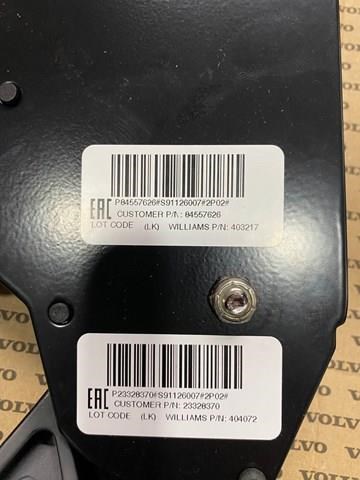 EAC
P84557626#S91126007#2P02#
CUSTOMER P/N: 84557626
LOT CODE (LK) WILLIAMS P/N: 403217
EAC
P23328370#S91126007#2P02#
CUSTOMER P/N: 23328370
LOT CODE (LK) WILLIAMS P/N: 404072
VOLVO
VOLVO
VOLVO